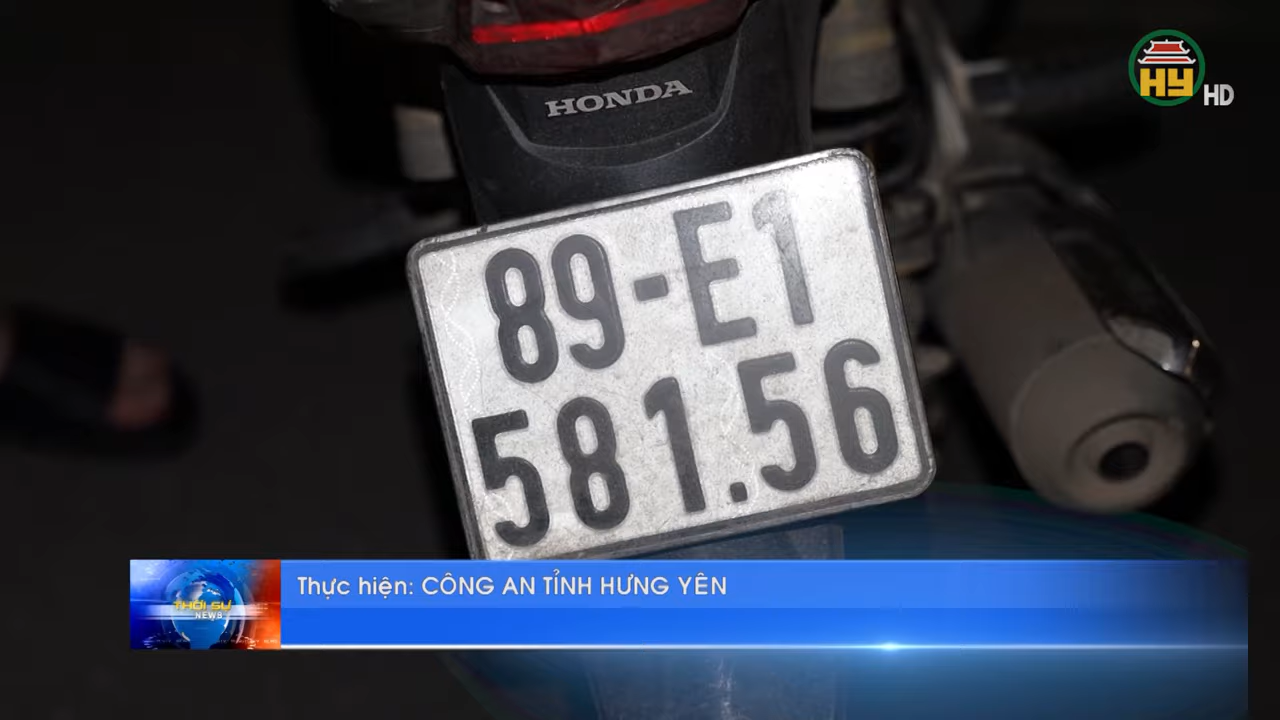 HONDA
HY HD
89-E1
581.56
Thực hiện: CÔNG AN TỈNH HƯNG YÊN
THỜI SỰ
NEWS